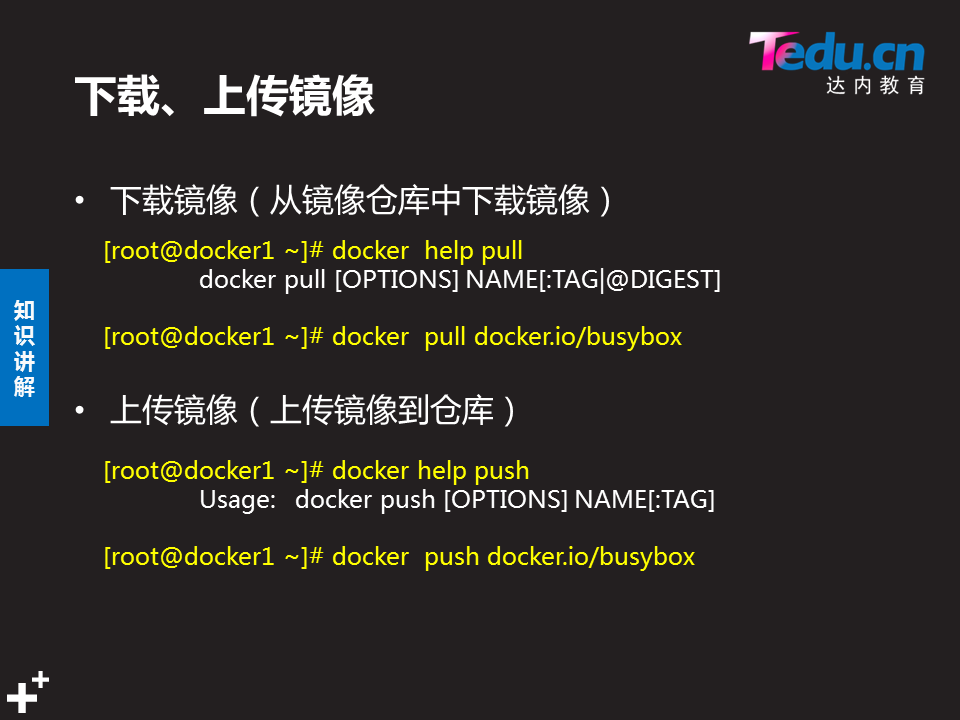 Tedu.cn
达内教育
下载、上传镜像
• 下载镜像（从镜像仓库中下载镜像）
[root@docker1 ~]# docker  help pull
docker pull [OPTIONS] NAME[:TAG|@DIGEST]
[root@docker1 ~]# docker  pull docker.io/busybox
知识讲解
• 上传镜像（上传镜像到仓库）
[root@docker1 ~]# docker help push
Usage:   docker push [OPTIONS] NAME[:TAG]
[root@docker1 ~]# docker  push docker.io/busybox